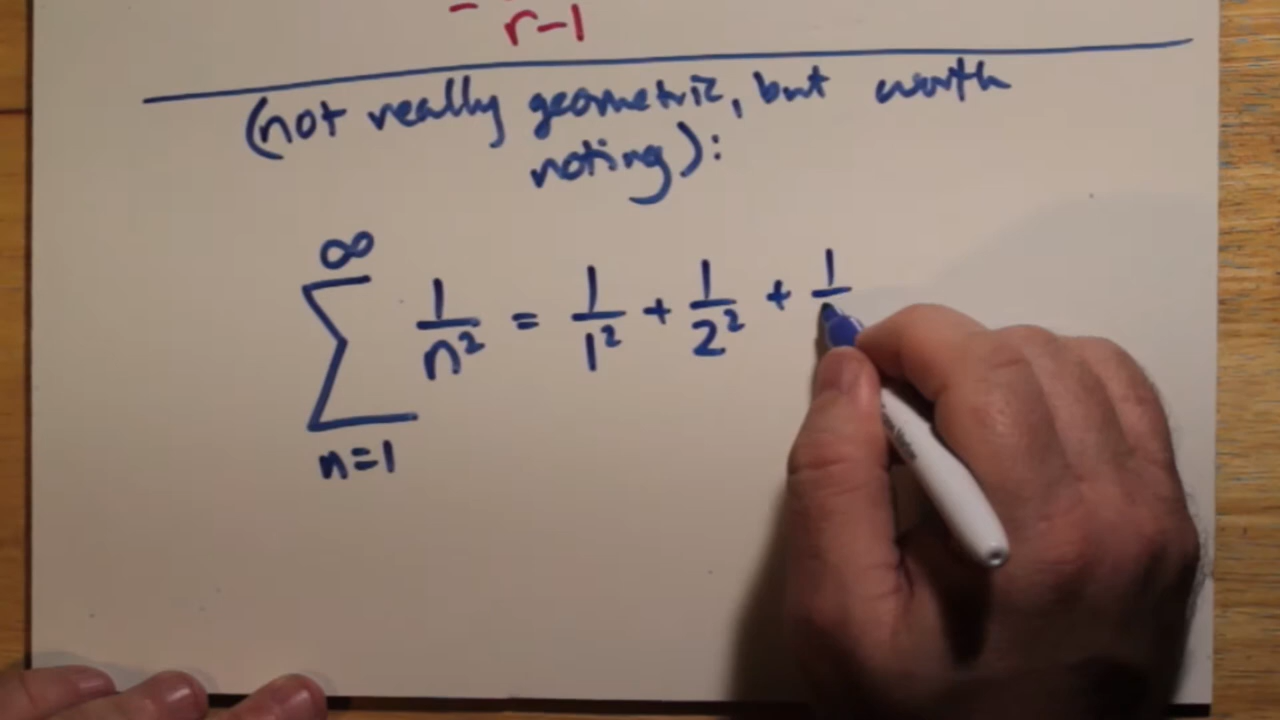 - r-1
(not really geometric, but worth
noting):
∞
∑ 1/n² = 1/1² + 1/2² + 1/
n=1